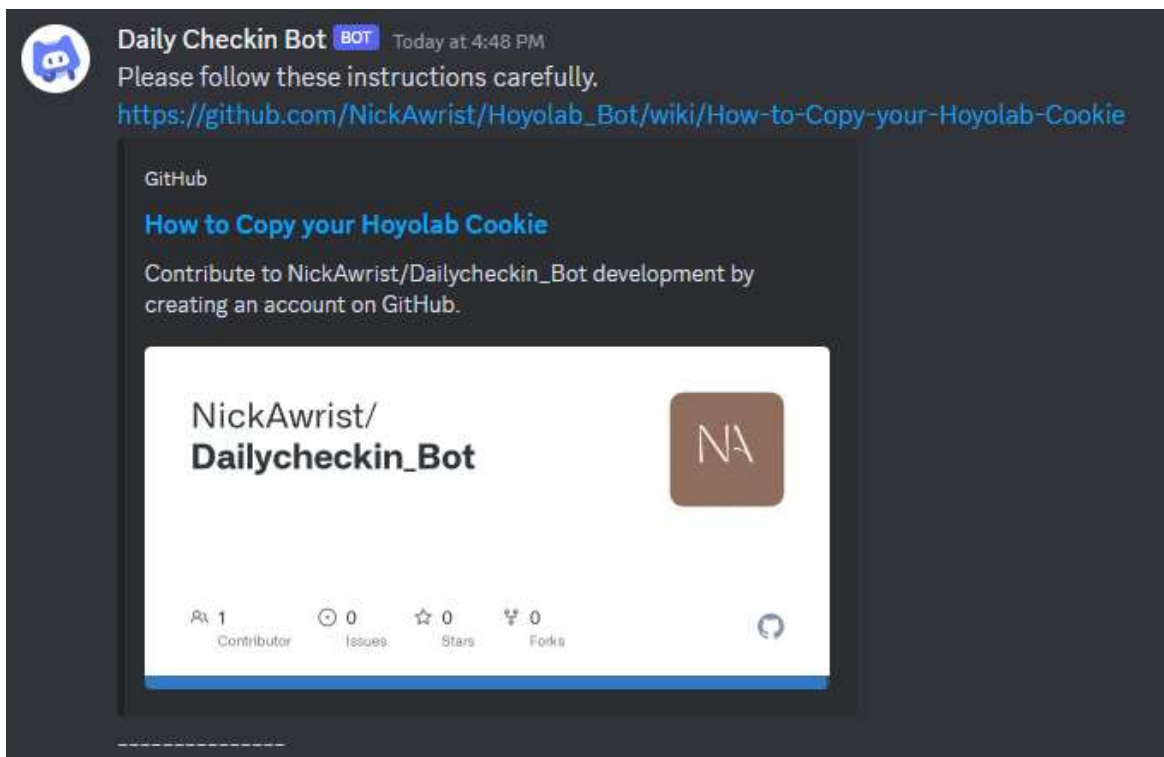 Daily Checkin Bot BOT Today at 4:48 PM
Please follow these instructions carefully.
https://github.com/NickAwrist/Hoyolab_Bot/wiki/How-to-Copy-your-Hoyolab-Cookie
GitHub
How to Copy your Hoyolab Cookie
Contribute to NickAwrist/Dailycheckin_Bot development by
creating an account on GitHub.
NickAwrist/
Dailycheckin_Bot
NA
1 0 0 0
Contributor Issues Stars Forks
---------------